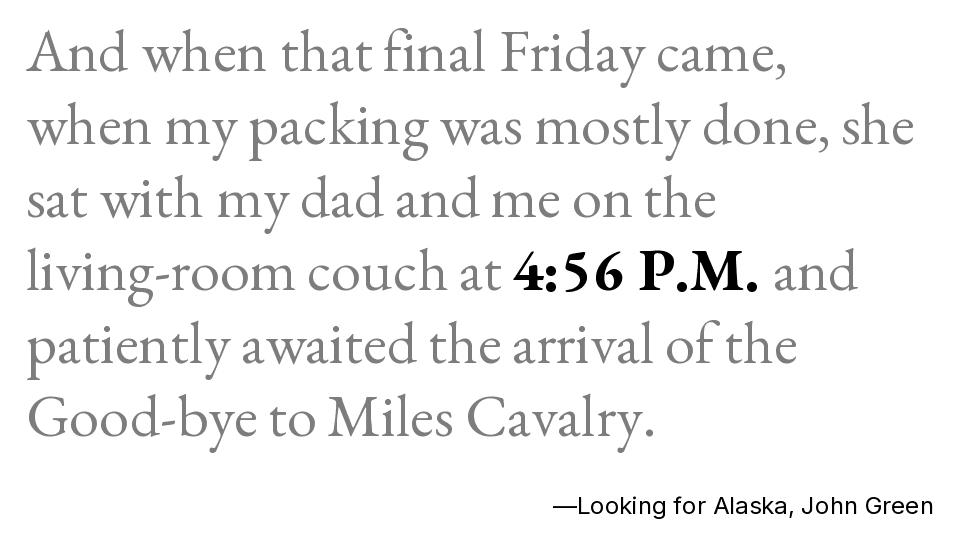 And when that final Friday came,
when my packing was mostly done, she
sat with my dad and me on the
living-room couch at 4:56 P.M. and
patiently awaited the arrival of the
Good-bye to Miles Cavalry.
—Looking for Alaska, John Green